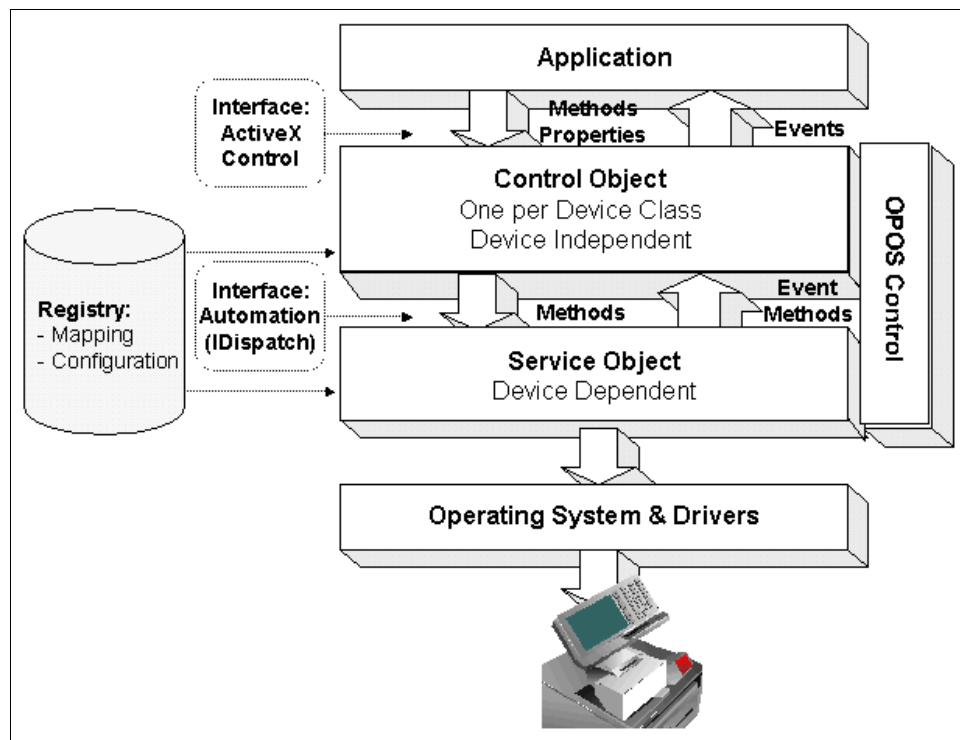 Application
Interface:
ActiveX
Control
Methods
Properties
Events
Control Object
One per Device Class
Device Independent
OPOS Control
Registry:
- Mapping
- Configuration
Interface:
Automation
(IDispatch)
Methods
Event
Methods
Service Object
Device Dependent
Operating System & Drivers